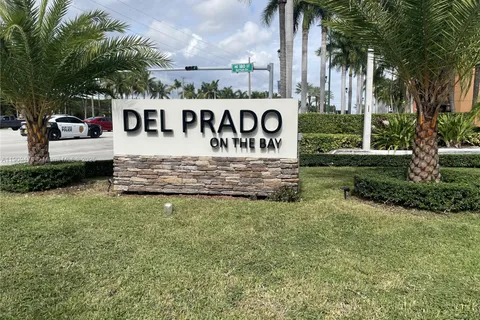 DEL PRADO
ON THE BAY